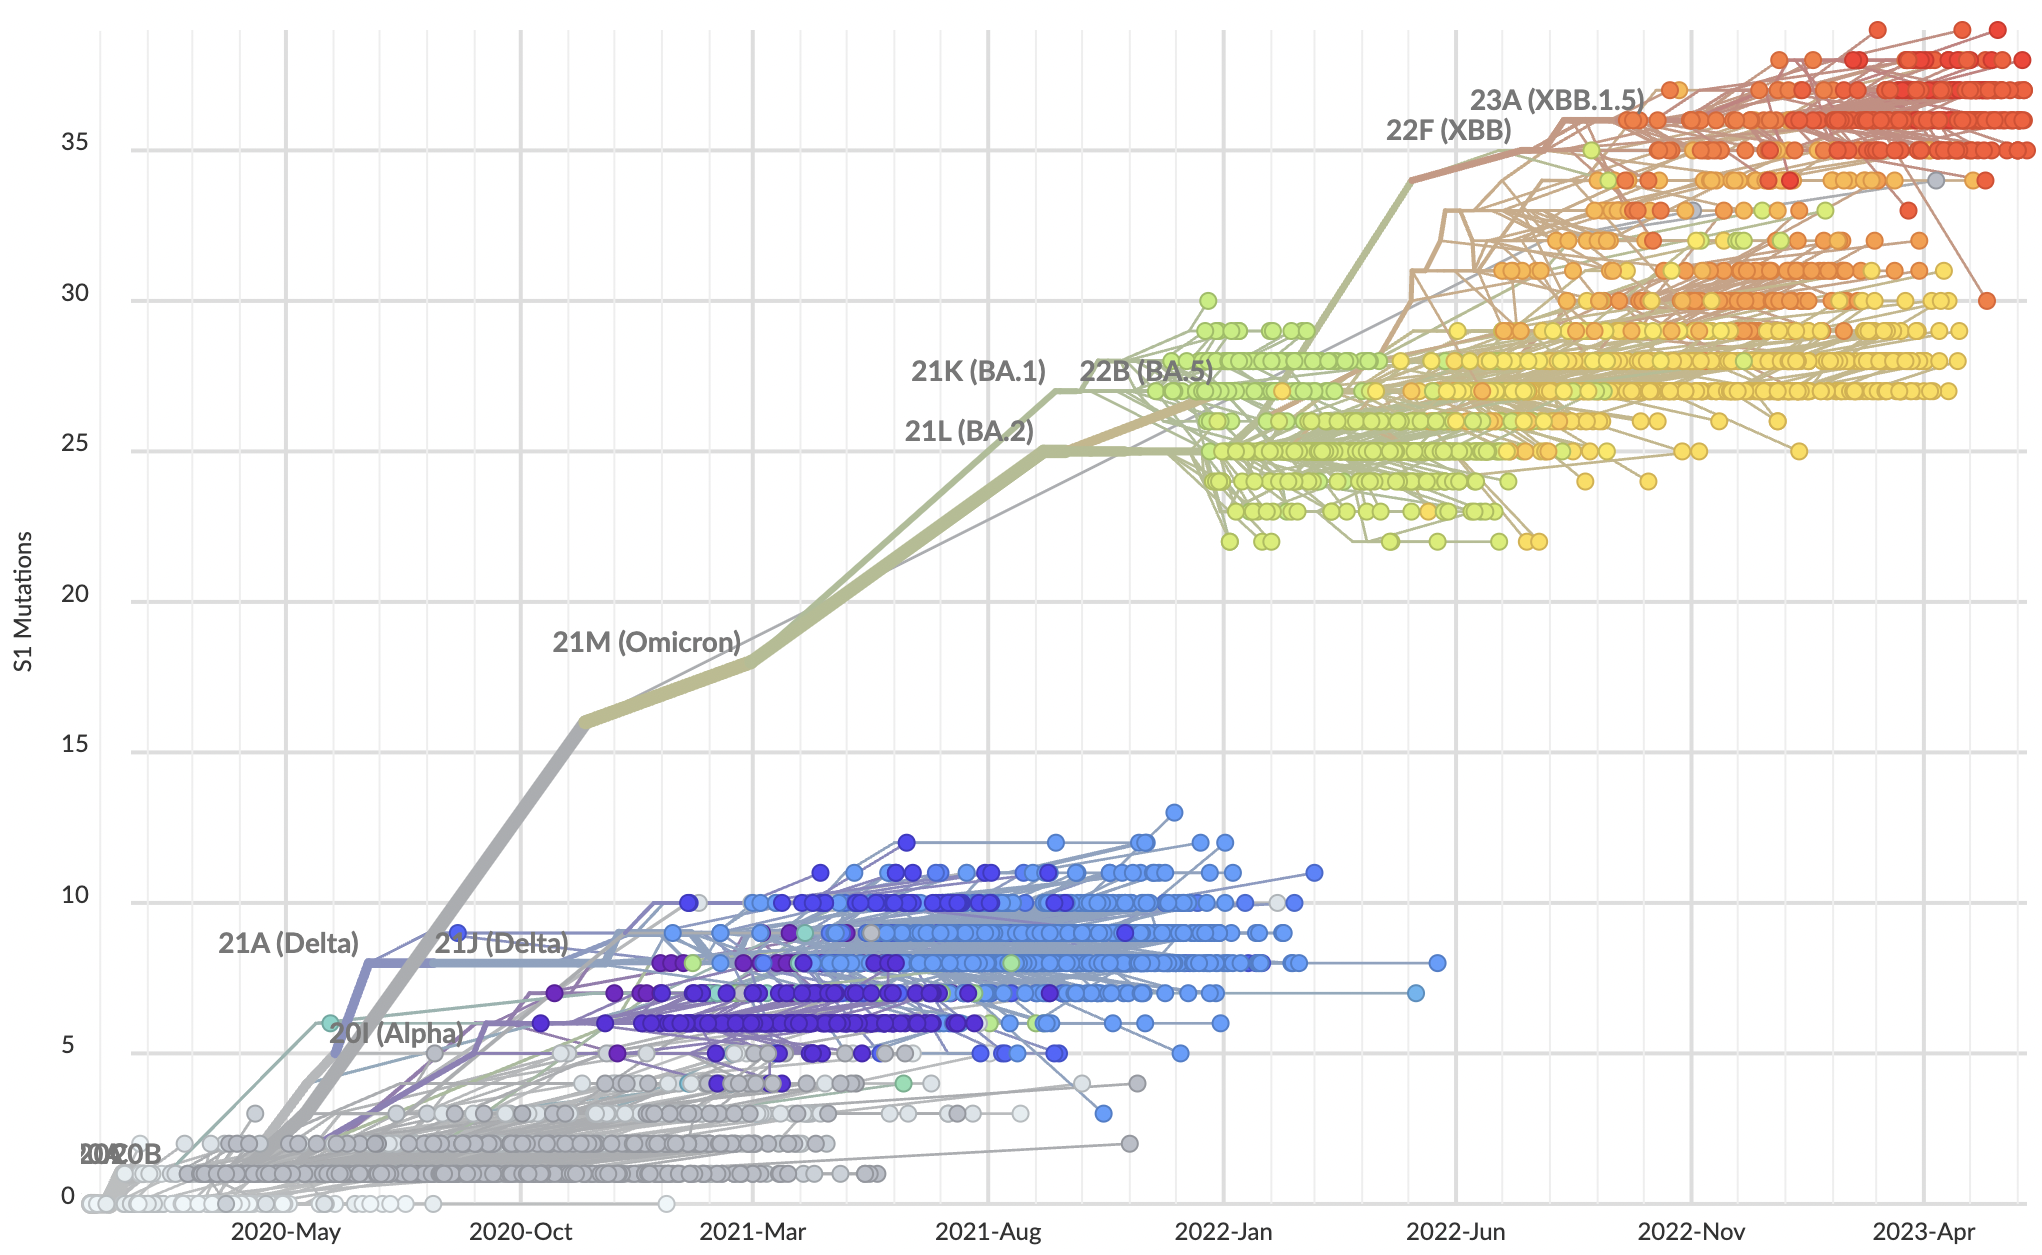 23A (XBB.1.5)
22F (XBB)
35
30
21K (BA.1)
22B (BA.5)
21L (BA.2)
25
S1 Mutations
20
21M (Omicron)
15
10
21A (Delta)
21J (Delta)
20I (Alpha)
5
20B
0
2020-May
2020-Oct
2021-Mar
2021-Aug
2022-Jan
2022-Jun
2022-Nov
2023-Apr